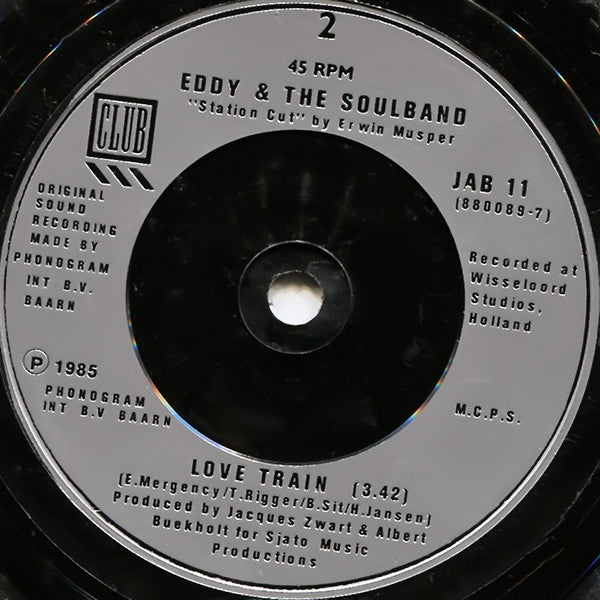 2
45 RPM
EDDY & THE SOULBAND
"Station Cut" by Erwin Musper
CLUB
JAB 11
(880089-7)
ORIGINAL
SOUND
RECORDING
MADE BY
PHONOGRAM
INT B.V.
BAARN
Recorded at
Wisseloord
Studios,
Holland
P 1985
PHONOGRAM
INT B.V BAARN
M.C.P.S.
LOVE TRAIN (3.42)
(E.Mergency/T.Rigger/B.Sit/H.Jansen)
Produced by Jacques Zwart & Albert
Buekholt for Sjato Music
Productions